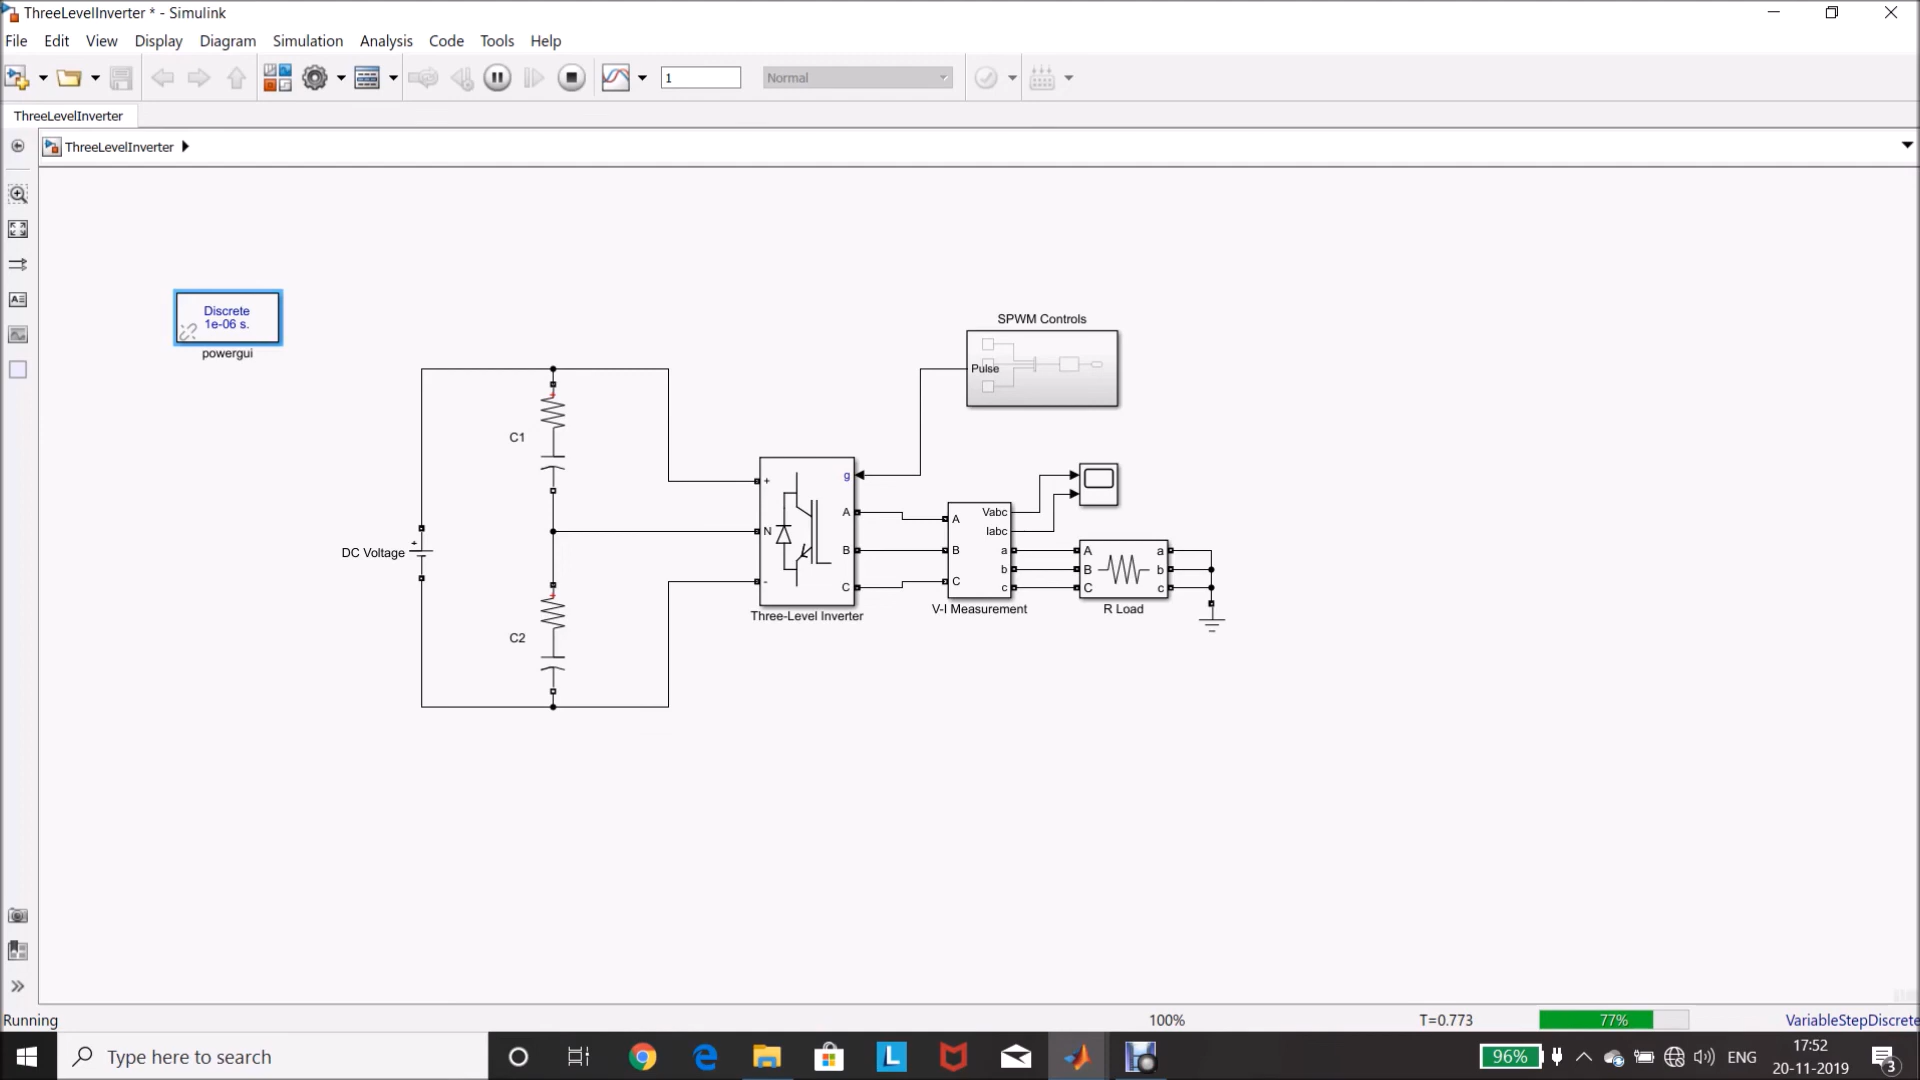 ThreeLevelInverter * - Simulink
File Edit View Display Diagram Simulation Analysis Code Tools Help
1 Normal
ThreeLevelInverter
ThreeLevelInverter
Discrete
1e-06 s.
powergui
SPWM Controls
Pulse
C1
DC Voltage
+
C2
+ g
A
N B
- C
Three-Level Inverter
A Vabc
Iabc
B a
b
C c
V-I Measurement
A a
B b
C c
R Load
Running 100% T=0.773 77% VariableStepDiscrete
Type here to search
96% ENG
17:52
20-11-2019
3